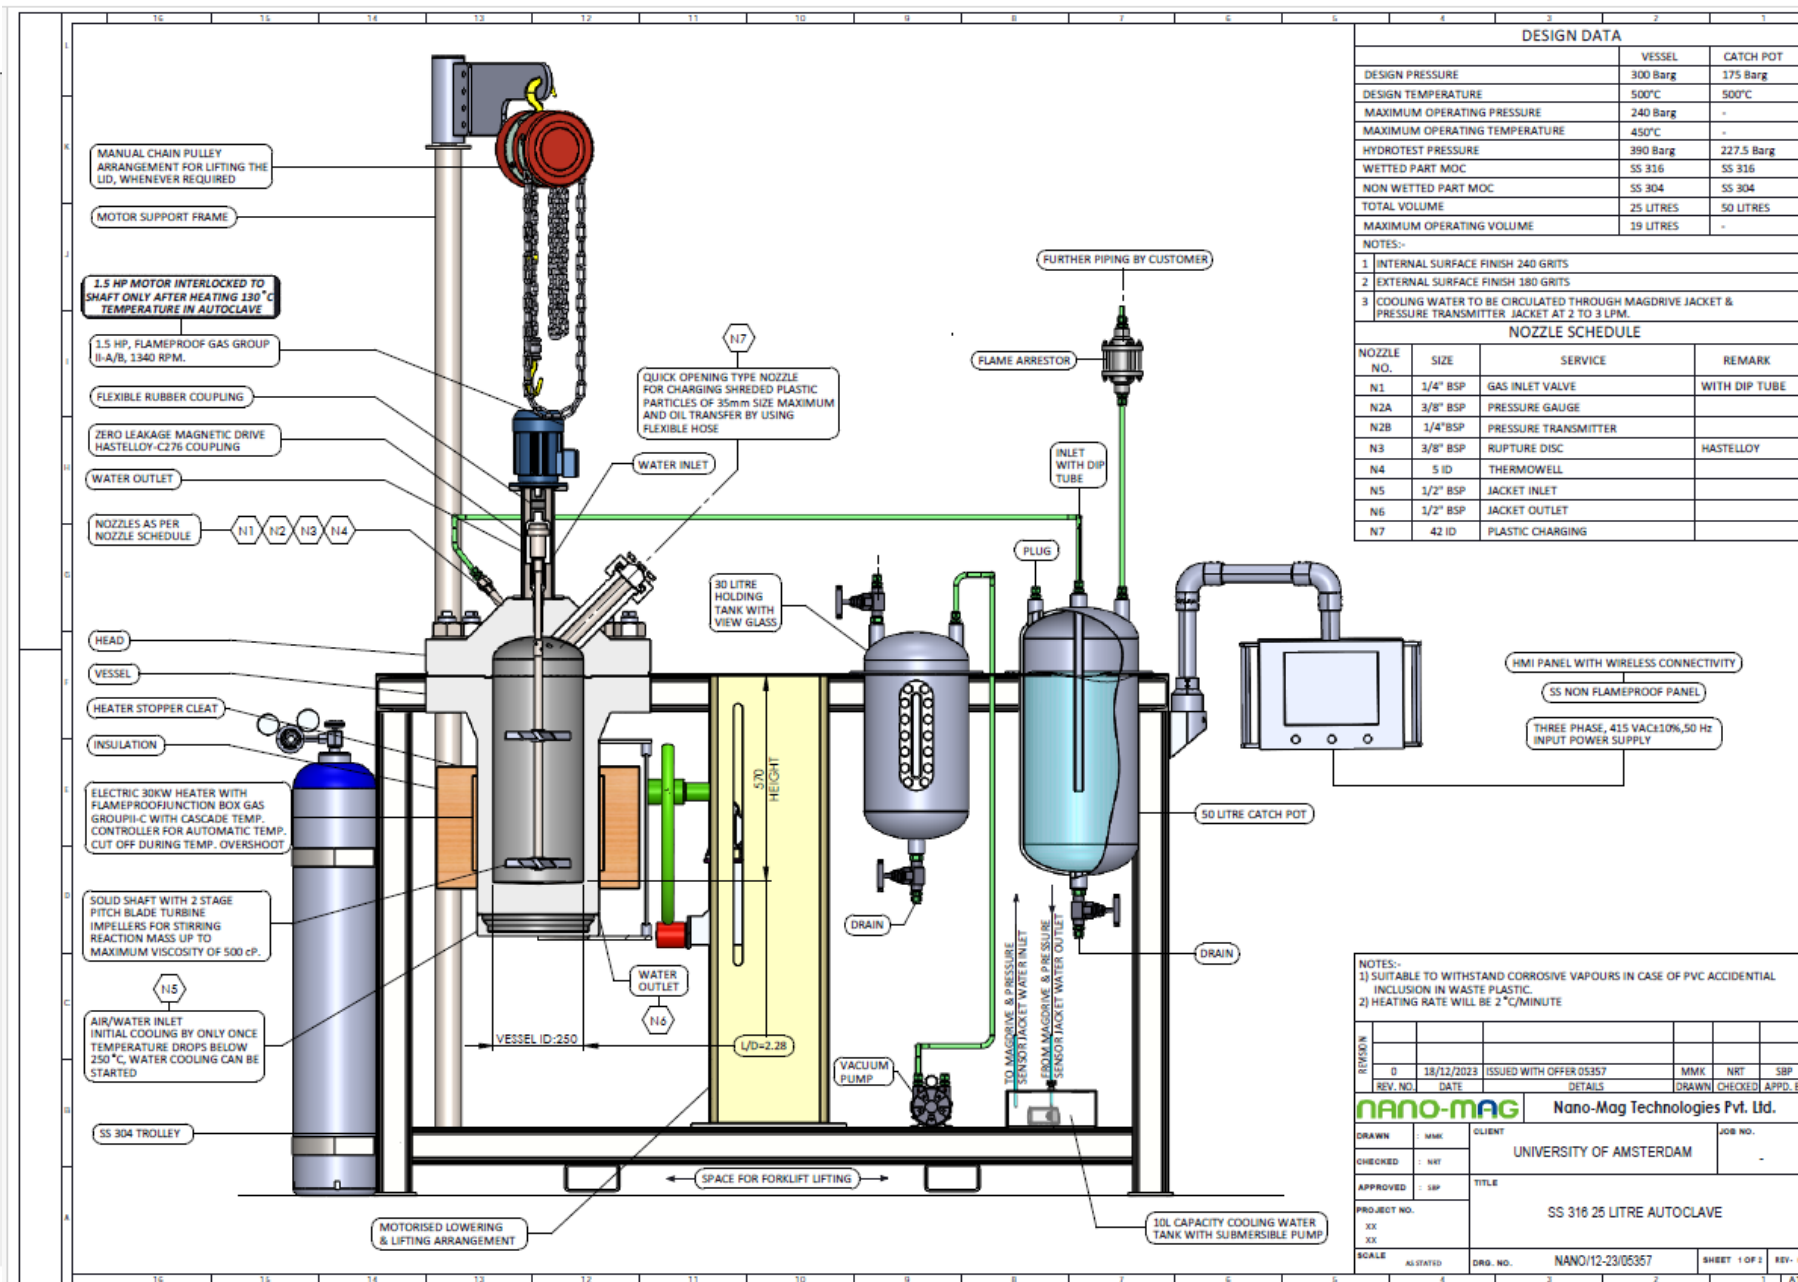 MANUAL CHAIN PULLEY
ARRANGEMENT FOR LIFTING THE
LID, WHENEVER REQUIRED
MOTOR SUPPORT FRAME
1.5 HP MOTOR INTERLOCKED TO
SHAFT ONLY AFTER HEATING 130°C
TEMPERATURE IN AUTOCLAVE
1.5 HP, FLAMEPROOF GAS GROUP
II-A/B, 1340 RPM.
FLEXIBLE RUBBER COUPLING
ZERO LEAKAGE MAGNETIC DRIVE
HASTELLOY-C276 COUPLING
WATER OUTLET
NOZZLES AS PER
NOZZLE SCHEDULE
N1 N2 N3 N4
HEAD
VESSEL
HEATER STOPPER CLEAT
INSULATION
ELECTRIC 30KW HEATER WITH
FLAMEPROOFJUNCTION BOX GAS
GROUPII-C WITH CASCADE TEMP.
CONTROLLER FOR AUTOMATIC TEMP.
CUT OFF DURING TEMP. OVERSHOOT
SOLID SHAFT WITH 2 STAGE
PITCH BLADE TURBINE
IMPELLERS FOR STIRRING
REACTION MASS UP TO
MAXIMUM VISCOSITY OF 500 cP.
N5
AIR/WATER INLET
INITIAL COOLING BY ONLY ONCE
TEMPERATURE DROPS BELOW
250°C, WATER COOLING CAN BE
STARTED
SS 304 TROLLEY
MOTORISED LOWERING
& LIFTING ARRANGEMENT
N7
QUICK OPENING TYPE NOZZLE
FOR CHARGING SHREDED PLASTIC
PARTICLES OF 35mm SIZE MAXIMUM
AND OIL TRANSFER BY USING
FLEXIBLE HOSE
WATER INLET
30 LITRE
HOLDING
TANK WITH
VIEW GLASS
570
HEIGHT
WATER
OUTLET
N6
VESSEL ID:250
L/D=2.28
SPACE FOR FORKLIFT LIFTING
FURTHER PIPING BY CUSTOMER
FLAME ARRESTOR
INLET
WITH DIP
TUBE
PLUG
DRAIN
VACUUM
PUMP
TO MAGDRIVE & PRESSURE
SENSOR JACKET WATER INLET
FROM MAGDRIVE & PRESSURE
SENSOR JACKET WATER OUTLET
DRAIN
50 LITRE CATCH POT
10L CAPACITY COOLING WATER
TANK WITH SUBMERSIBLE PUMP
HMI PANEL WITH WIRELESS CONNECTIVITY
SS NON FLAMEPROOF PANEL
THREE PHASE, 415 VAC±10%,50 Hz
INPUT POWER SUPPLY
DESIGN DATA
VESSEL CATCH POT
DESIGN PRESSURE 300 Barg 175 Barg
DESIGN TEMPERATURE 500°C 500°C
MAXIMUM OPERATING PRESSURE 240 Barg -
MAXIMUM OPERATING TEMPERATURE 450°C -
HYDROTEST PRESSURE 390 Barg 227.5 Barg
WETTED PART MOC SS 316 SS 316
NON WETTED PART MOC SS 304 SS 304
TOTAL VOLUME 25 LITRES 50 LITRES
MAXIMUM OPERATING VOLUME 19 LITRES -
NOTES:-
1 INTERNAL SURFACE FINISH 240 GRITS
2 EXTERNAL SURFACE FINISH 180 GRITS
3 COOLING WATER TO BE CIRCULATED THROUGH MAGDRIVE JACKET &
PRESSURE TRANSMITTER JACKET AT 2 TO 3 LPM.
NOZZLE SCHEDULE
NOZZLE NO. SIZE SERVICE REMARK
N1 1/4" BSP GAS INLET VALVE WITH DIP TUBE
N2A 3/8" BSP PRESSURE GAUGE
N2B 1/4"BSP PRESSURE TRANSMITTER
N3 3/8" BSP RUPTURE DISC HASTELLOY
N4 5 ID THERMOWELL
N5 1/2" BSP JACKET INLET
N6 1/2" BSP JACKET OUTLET
N7 42 ID PLASTIC CHARGING
NOTES:-
1) SUITABLE TO WITHSTAND CORROSIVE VAPOURS IN CASE OF PVC ACCIDENTIAL
INCLUSION IN WASTE PLASTIC.
2) HEATING RATE WILL BE 2°C/MINUTE
REVISION
0 18/12/2023 ISSUED WITH OFFER 05357 MMK NRT SBP
REV. NO. DATE DETAILS DRAWN CHECKED APPD.
NANO-MAG Nano-Mag Technologies Pvt. Ltd.
DRAWN : MMK
CHECKED : NRT
APPROVED : SBP
PROJECT NO.
XX
XX
SCALE AS STATED
CLIENT
UNIVERSITY OF AMSTERDAM
JOB NO.
-
TITLE
SS 316 25 LITRE AUTOCLAVE
DRG. NO. NANO/12-23/05357 SHEET 1 OF 2 REV-